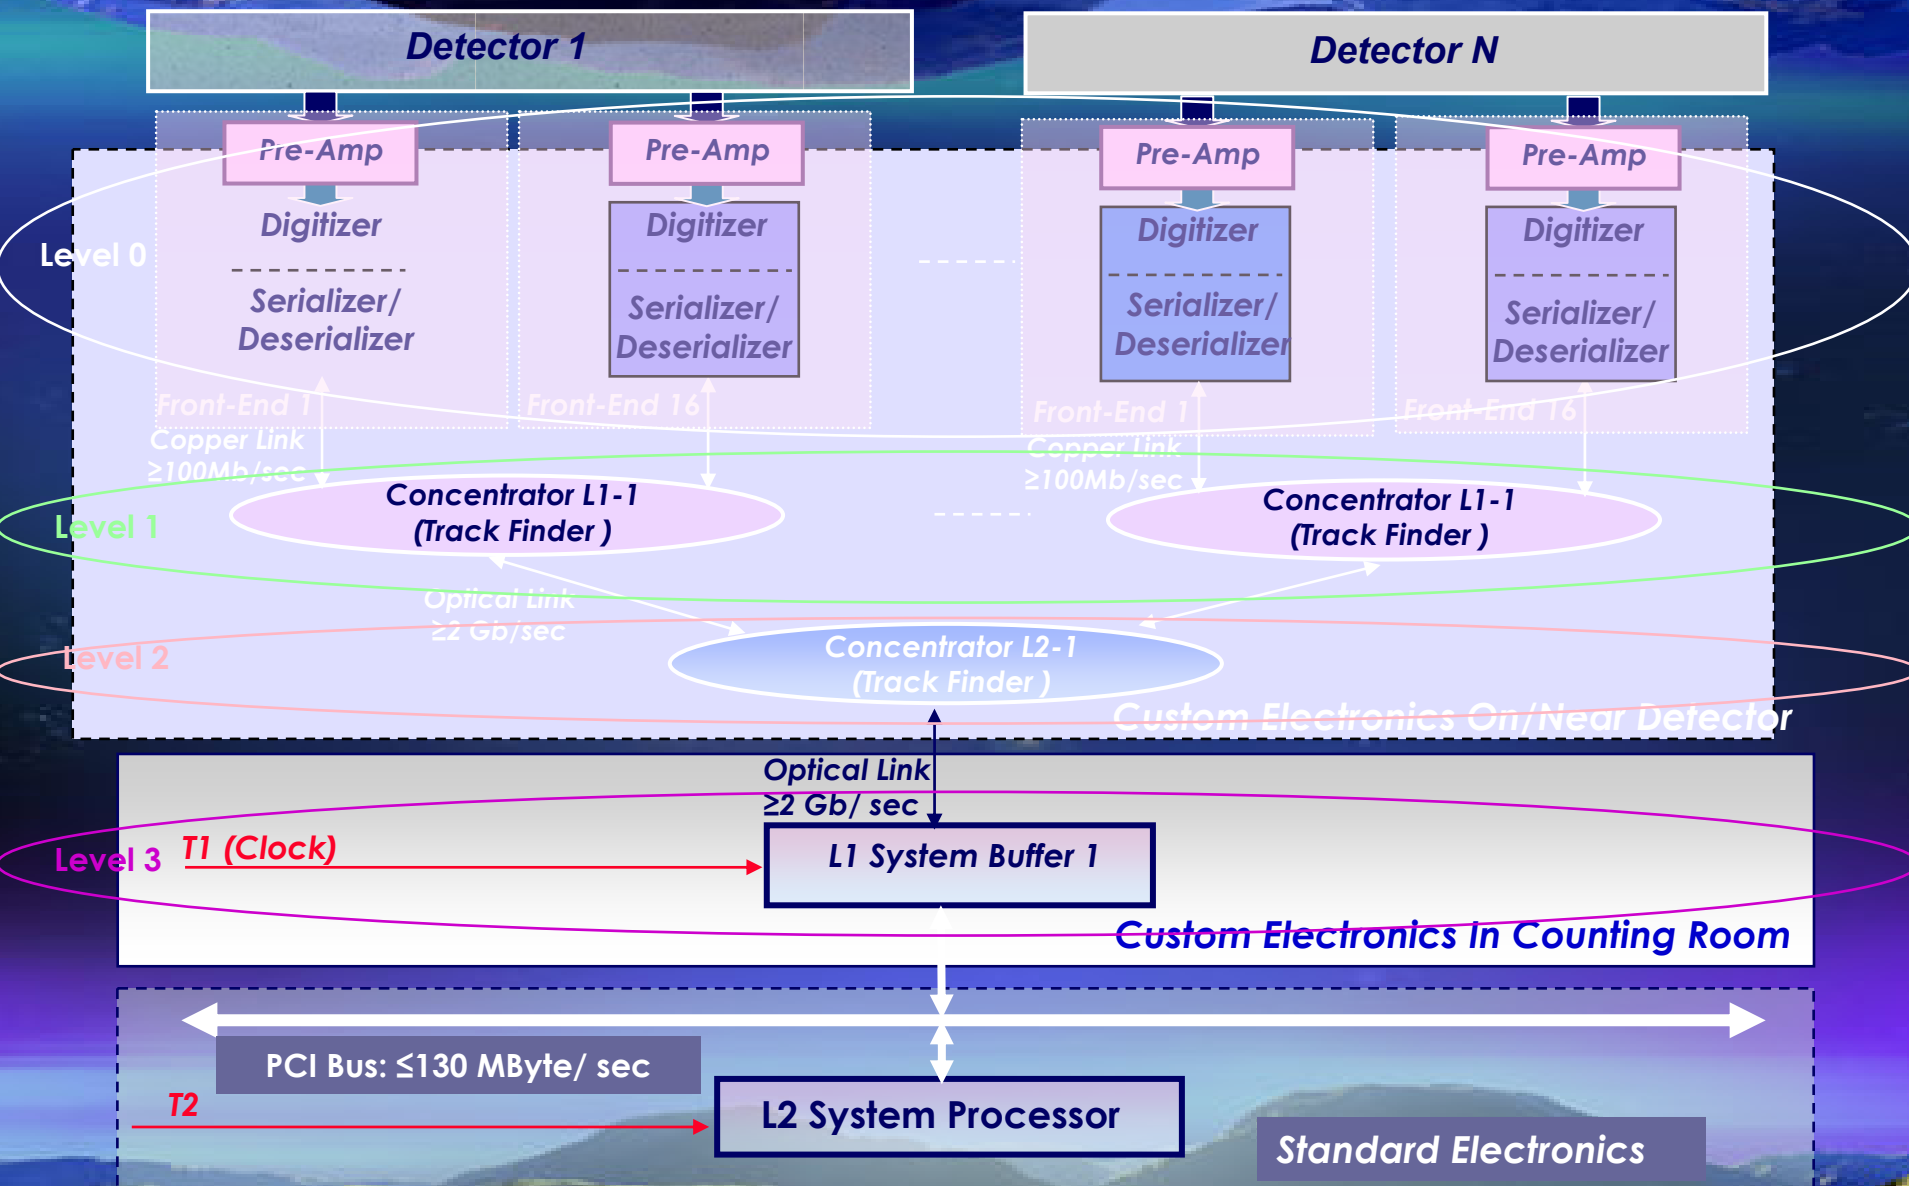 Detector 1
Detector N
Pre-Amp
Pre-Amp
Pre-Amp
Pre-Amp
Digitizer
Digitizer
Digitizer
Digitizer
Level 0
Serializer/
Deserializer
Serializer/
Deserializer
Serializer/
Deserializer
Serializer/
Deserializer
Front-End 1
Front-End 16
Front-End 1
Front-End 16
Copper Link
≥100Mb/sec
Copper Link
≥100Mb/sec
Concentrator L1-1
(Track Finder )
Concentrator L1-1
(Track Finder )
Level 1
Optical Link
≥2 Gb/sec
Level 2
Concentrator L2-1
(Track Finder )
Custom Electronics On/Near Detector
Optical Link
≥2 Gb/ sec
Level 3
T1 (Clock)
L1 System Buffer 1
Custom Electronics In Counting Room
PCI Bus: ≤130 MByte/ sec
T2
L2 System Processor
Standard Electronics